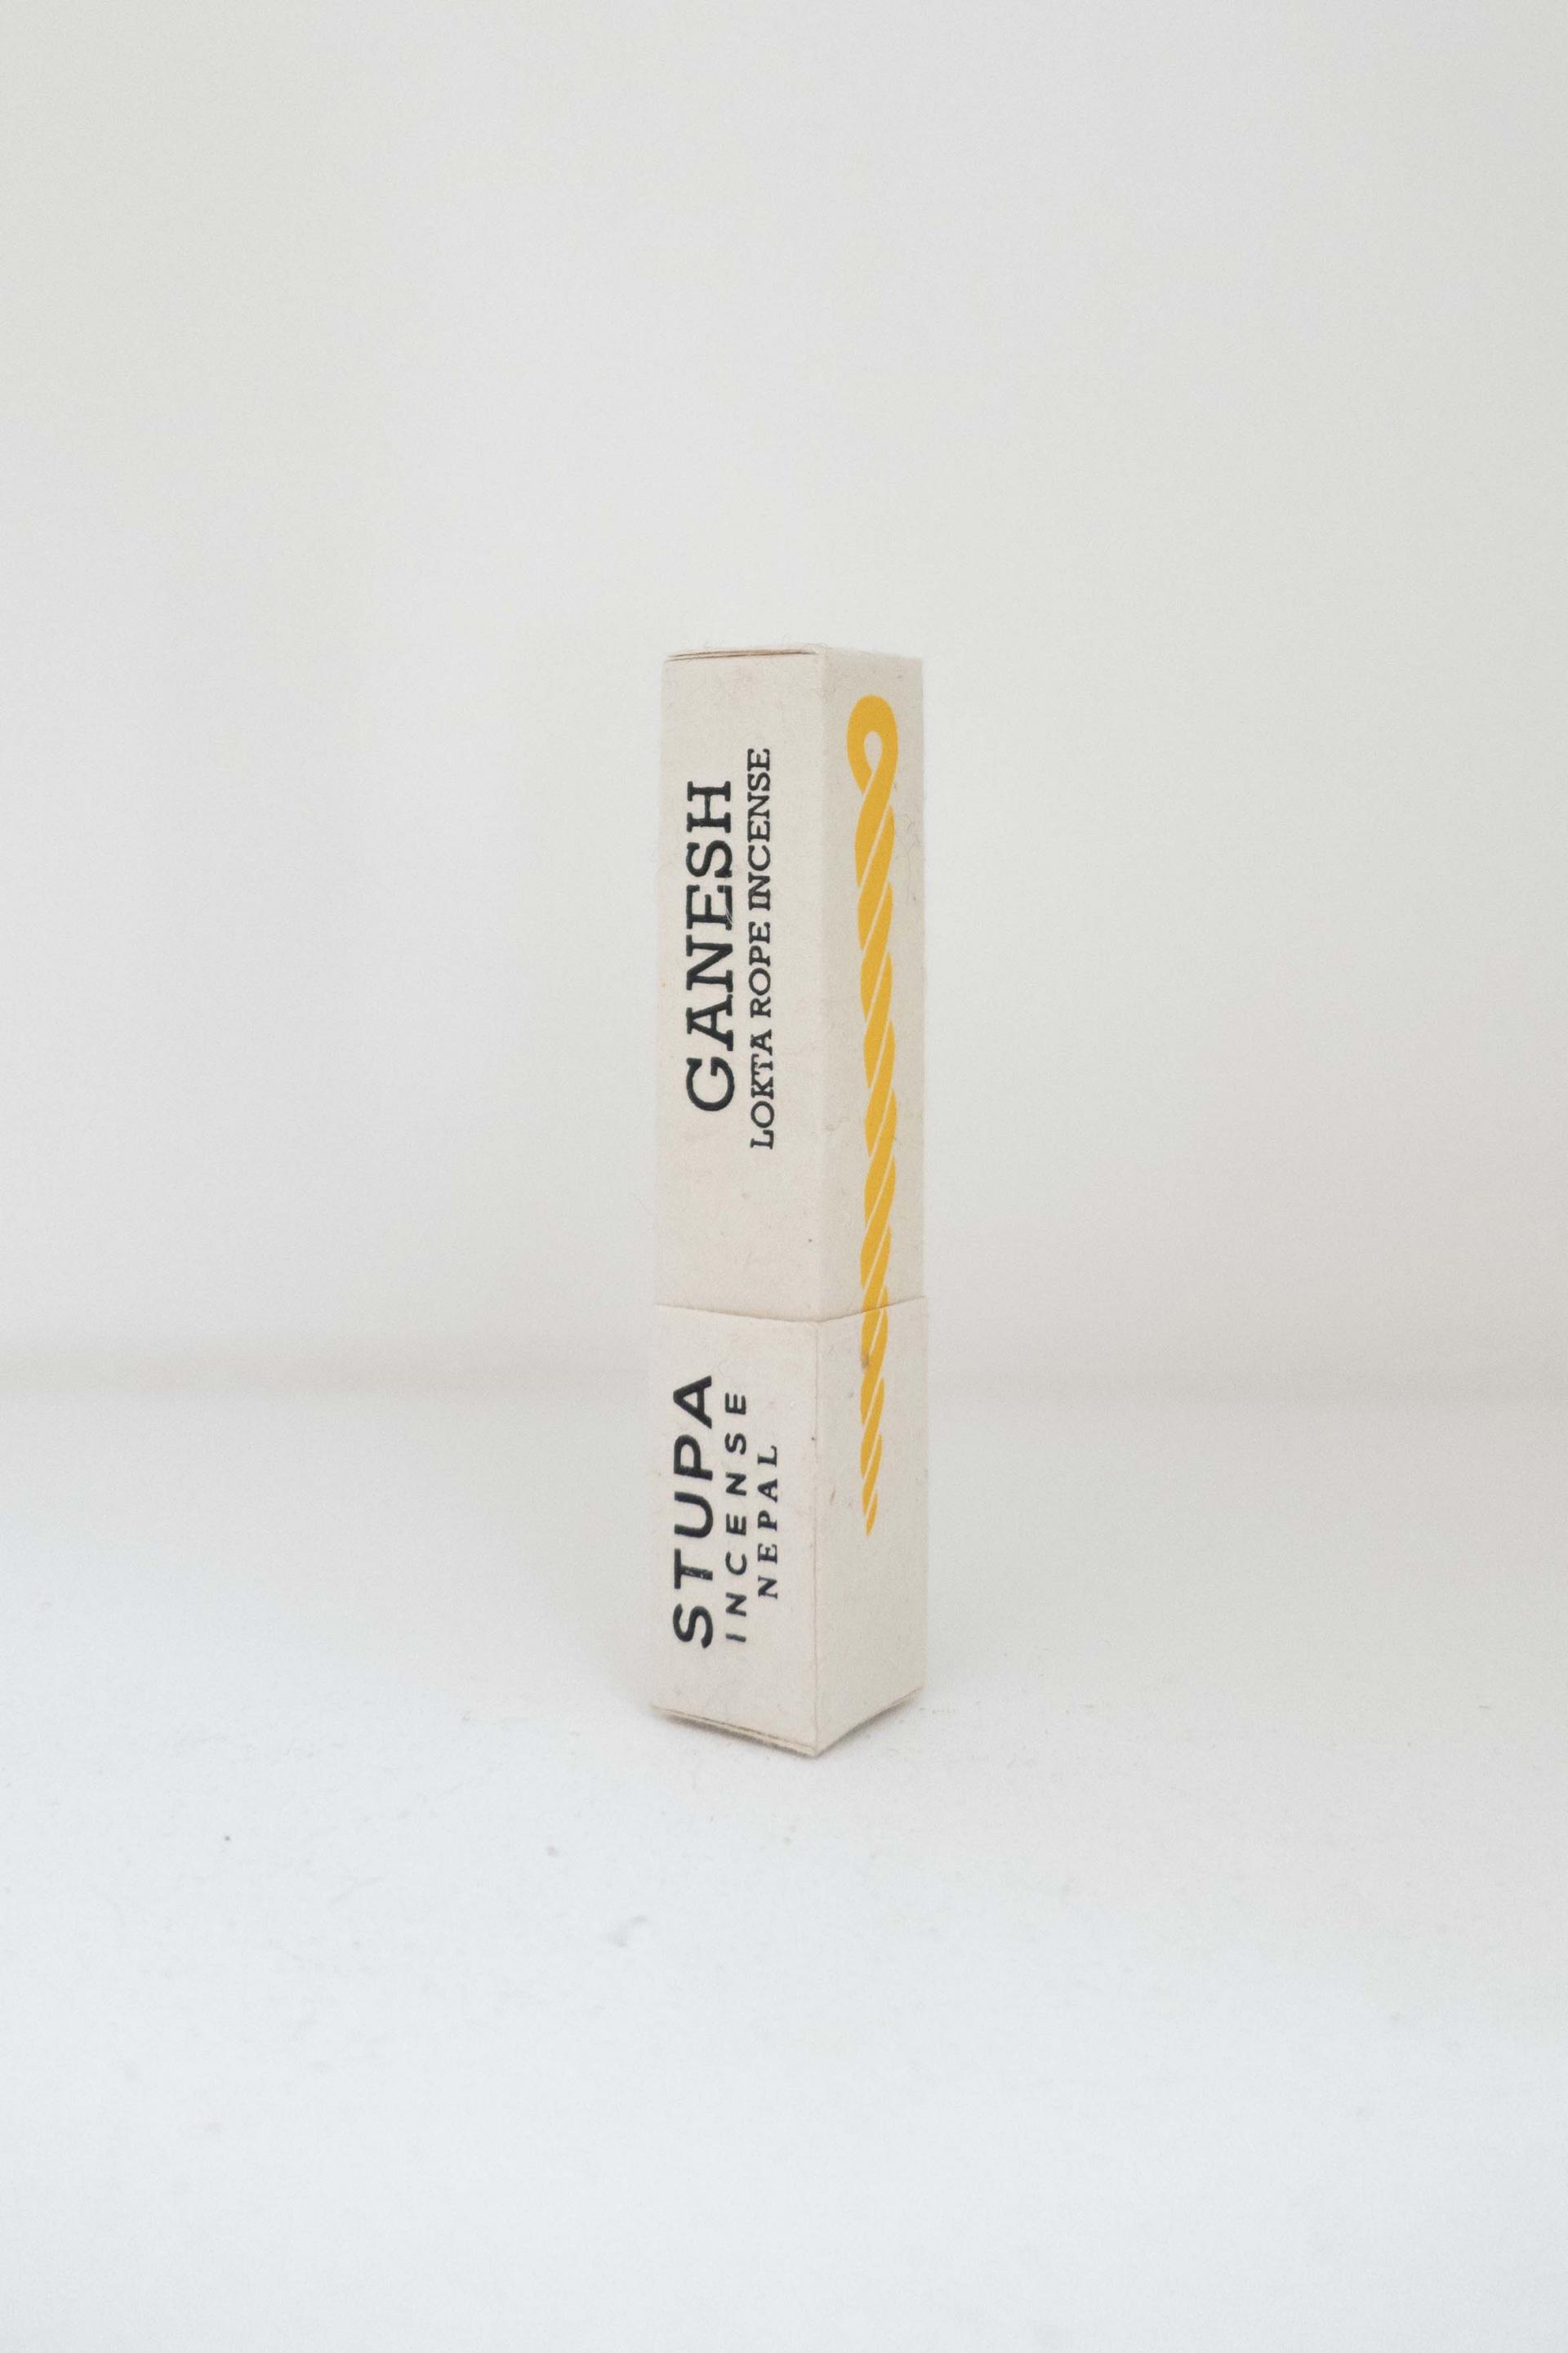 GANESH
LOKTA ROPE INCENSE
STUPA
INCENSE
NEPAL